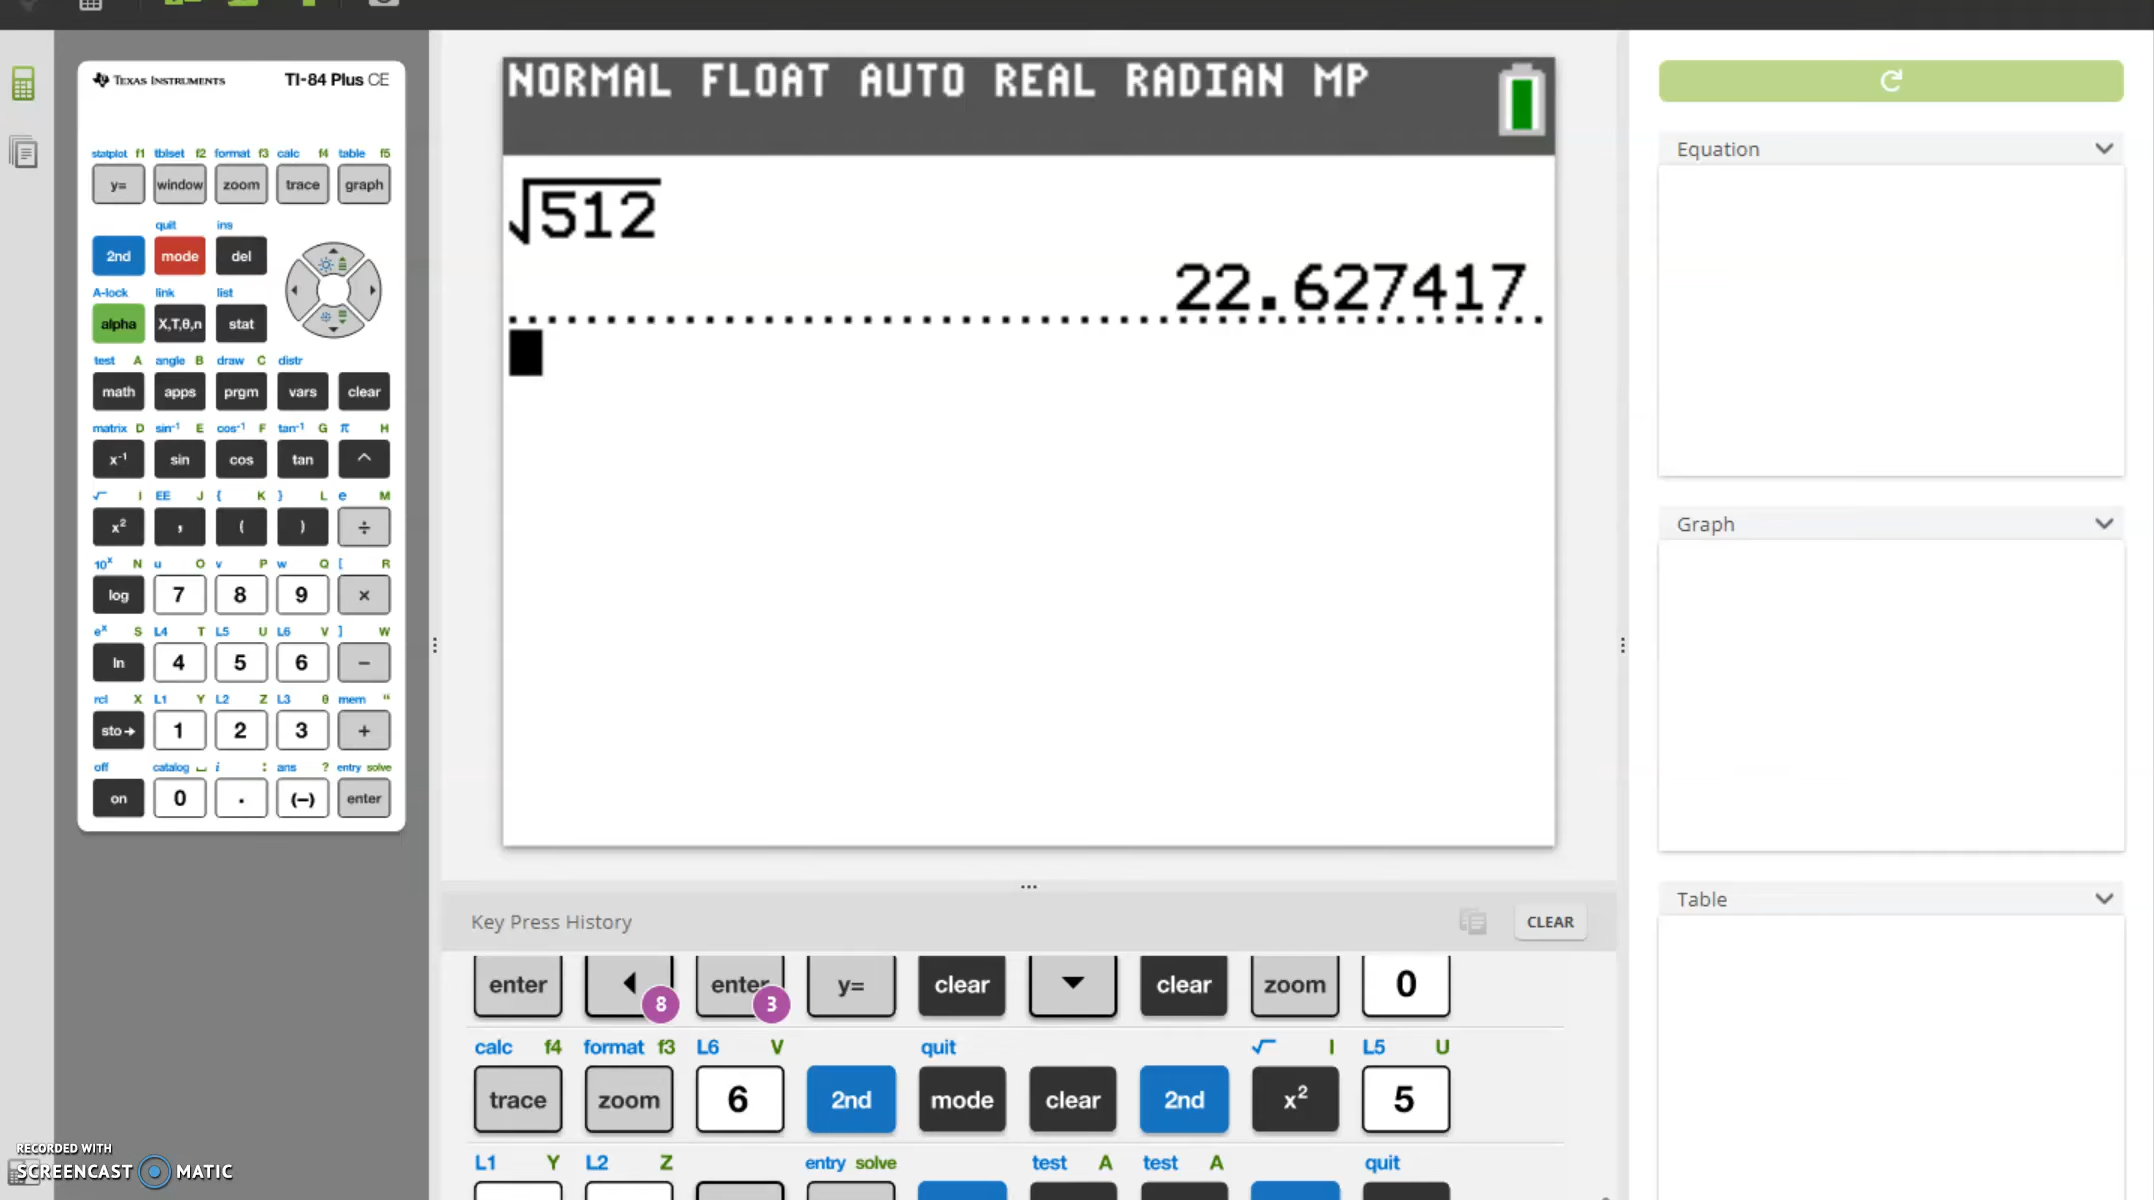 TEXAS INSTRUMENTS TI-84 Plus CE
statplot f1 tblset f2 format f3 calc f4 table f5
y= window zoom trace graph
quit ins
2nd mode del
A-lock link list
alpha X,T,θ,n stat
test A angle B draw C distr
math apps prgm vars clear
matrix D sin⁻¹ E cos⁻¹ F tan⁻¹ G π H
x⁻¹ sin cos tan ^
√ I EE J { K } L e M
x² , ( ) ÷
10ˣ N u O v P w Q [ R
log 7 8 9 ×
eˣ S L4 T L5 U L6 V ] W
ln 4 5 6 −
rcl X L1 Y L2 Z L3 θ mem "
sto→ 1 2 3 +
off catalog ⎵ i : ans ? entry solve
on 0 . (−) enter
NORMAL FLOAT AUTO REAL RADIAN MP
√512
22.627417
Key Press History CLEAR
enter 8 enter 3 y= clear clear zoom 0
calc f4 format f3 L6 V quit √ I L5 U
trace zoom 6 2nd mode clear 2nd x² 5
L1 Y L2 Z entry solve test A test A quit
Equation
Graph
Table
RECORDED WITH
SCREENCAST MATIC